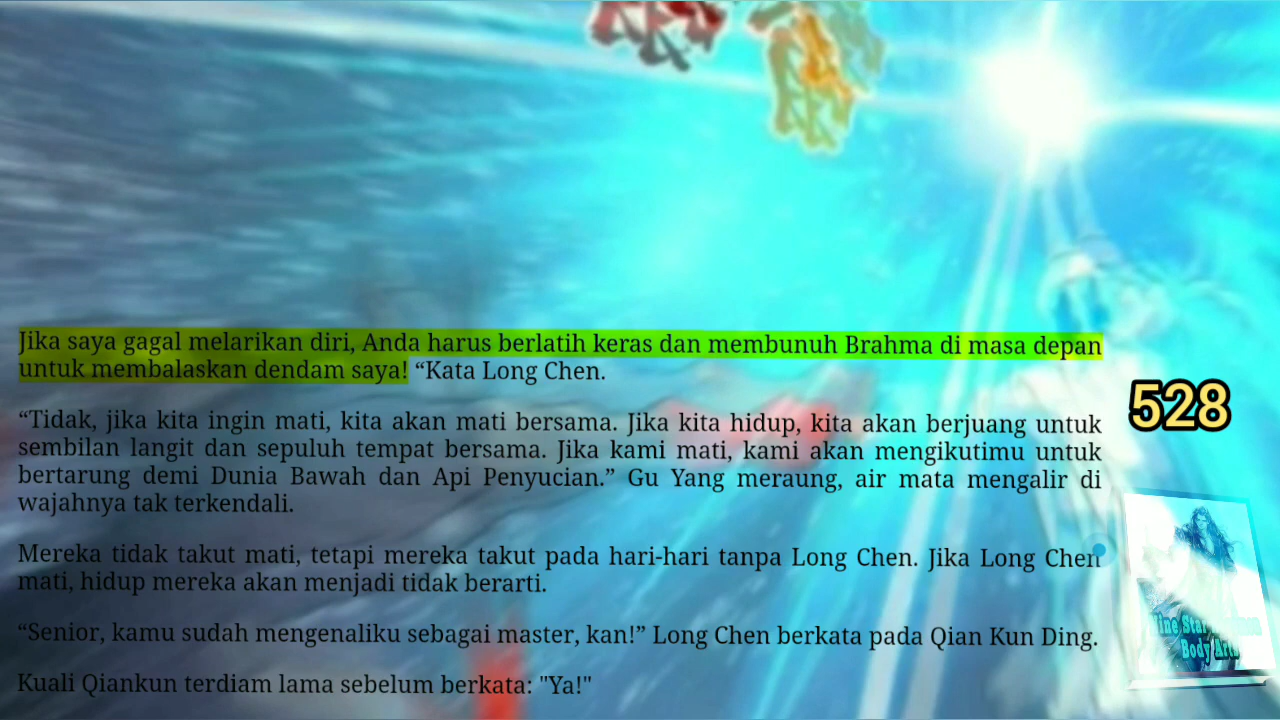 Jika saya gagal melarikan diri, Anda harus berlatih keras dan membunuh Brahma di masa depan
untuk membalaskan dendam saya! “Kata Long Chen.
“Tidak, jika kita ingin mati, kita akan mati bersama. Jika kita hidup, kita akan berjuang untuk
sembilan langit dan sepuluh tempat bersama. Jika kami mati, kami akan mengikutimu untuk
bertarung demi Dunia Bawah dan Api Penyucian.” Gu Yang meraung, air mata mengalir di
wajahnya tak terkendali.
Mereka tidak takut mati, tetapi mereka takut pada hari-hari tanpa Long Chen. Jika Long Chen
mati, hidup mereka akan menjadi tidak berarti.
“Senior, kamu sudah mengenaliku sebagai master, kan!” Long Chen berkata pada Qian Kun Ding.
Kuali Qiankun terdiam lama sebelum berkata: "Ya!"
528
Nine Star
Body Arts